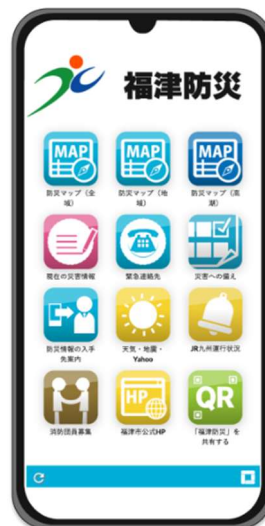 福津防災
MAP MAP MAP
防災マップ（全 防災マップ（地 防災マップ（高
域） 域） 潮）
現在の災害情報 緊急連絡先 災害への備え
防災情報の入手 天気・地震・ JR九州運行状況
先案内 Yahoo
HP QR
消防団員募集 福津市公式HP 「福津防災」を
共有する